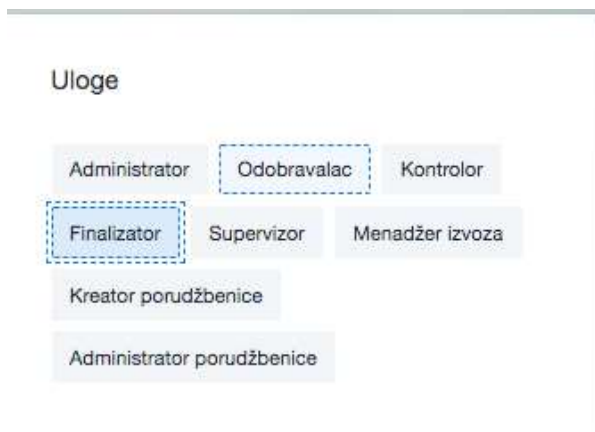 Uloge
Administrator Odobravalac Kontrolor
Finalizator Supervizor Menadžer izvoza
Kreator porudžbenice
Administrator porudžbenice